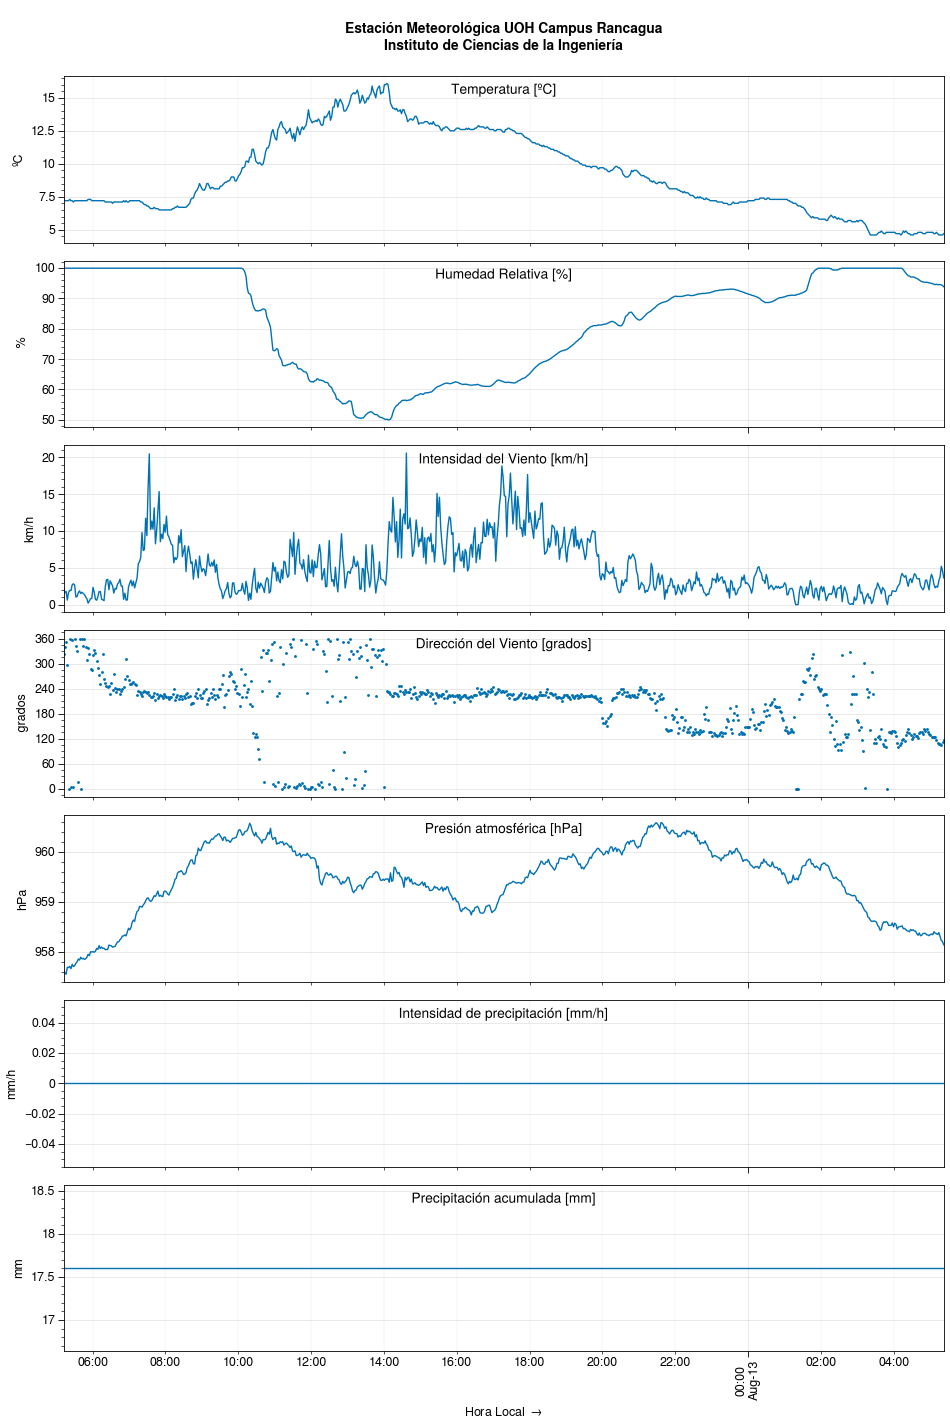 Estación Meteorológica UOH Campus Rancagua
Instituto de Ciencias de la Ingeniería
Temperatura [ºC]
ºC
15
12.5
10
7.5
5
Humedad Relativa [%]
%
100
90
80
70
60
50
Intensidad del Viento [km/h]
km/h
20
15
10
5
0
Dirección del Viento [grados]
grados
360
300
240
180
120
60
0
Presión atmosférica [hPa]
hPa
960
959
958
Intensidad de precipitación [mm/h]
mm/h
0.04
0.02
0
−0.02
−0.04
Precipitación acumulada [mm]
mm
18.5
18
17.5
17
06:00 08:00 10:00 12:00 14:00 16:00 18:00 20:00 22:00 00:00 02:00 04:00
Aug-13
Hora Local →